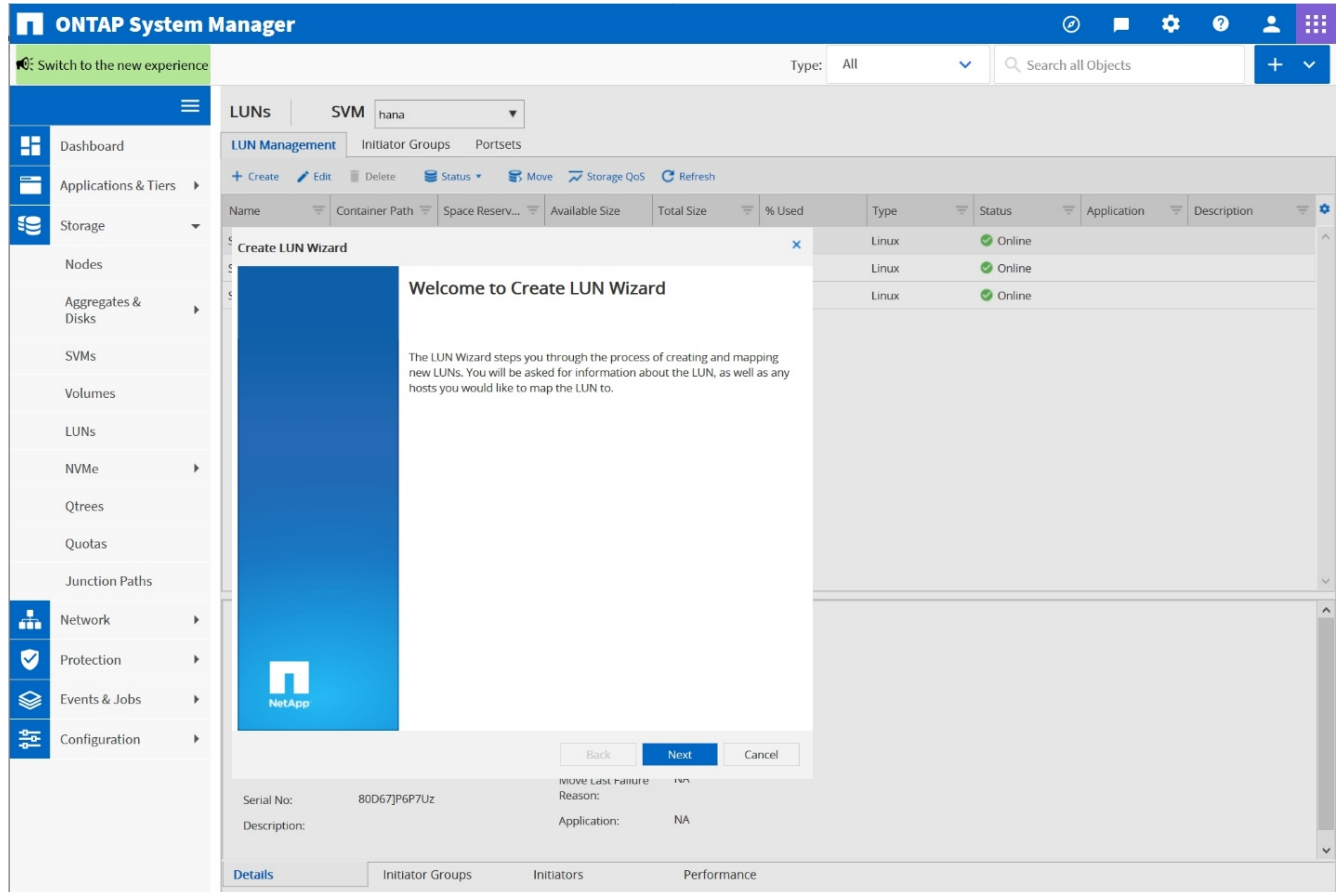 ONTAP System Manager
Switch to the new experience
Type: All
Search all Objects
LUNs SVM hana
LUN Management Initiator Groups Portsets
Create Edit Delete Status Move Storage QoS Refresh
Name Container Path Space Reserv... Available Size Total Size % Used Type Status Application Description
Linux Online
Linux Online
Linux Online
Dashboard
Applications & Tiers
Storage
Nodes
Aggregates &
Disks
SVMs
Volumes
LUNs
NVMe
Qtrees
Quotas
Junction Paths
Network
Protection
Events & Jobs
Configuration
Create LUN Wizard
Welcome to Create LUN Wizard
The LUN Wizard steps you through the process of creating and mapping
new LUNs. You will be asked for information about the LUN, as well as any
hosts you would like to map the LUN to.
NetApp
Back Next Cancel
Move Last Failure NA
Reason:
Serial No: 80D67]P6P7Uz
Application: NA
Description:
Details Initiator Groups Initiators Performance